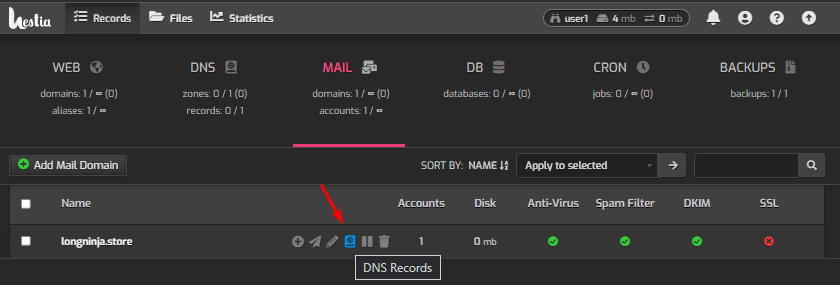 Hestia Records Files Statistics user1 4 mb 0 mb
WEB DNS MAIL DB CRON BACKUPS
domains: 1 / ∞ (0) zones: 0 / 1 (0) domains: 1 / ∞ (0) databases: 0 / ∞ (0) jobs: 0 / ∞ (0) backups: 1 / 1
aliases: 1 / ∞ records: 0 / 1 accounts: 1 / ∞
Add Mail Domain SORT BY: NAME Apply to selected
Name Accounts Disk Anti-Virus Spam Filter DKIM SSL
longninja.store 1 0 mb
DNS Records